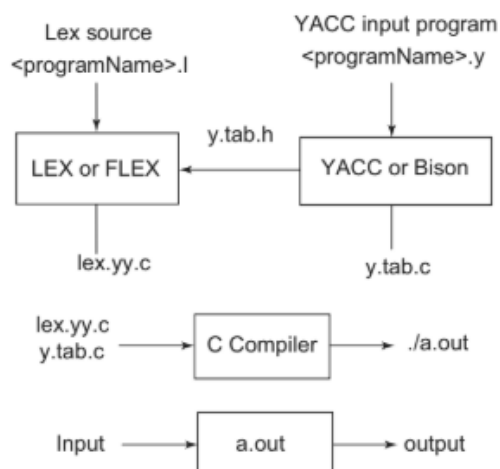 Lex source
<programName>.l
YACC input program
<programName>.y
y.tab.h
LEX or FLEX
YACC or Bison
lex.yy.c
y.tab.c
lex.yy.c
y.tab.c
C Compiler
./a.out
Input
a.out
output